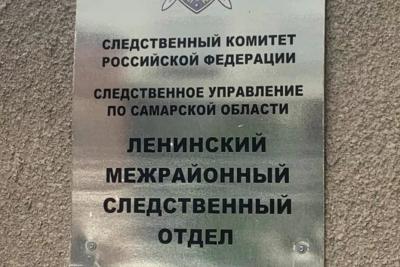 СЛЕДСТВЕННЫЙ КОМИТЕТ
РОССИЙСКОЙ ФЕДЕРАЦИИ
СЛЕДСТВЕННОЕ УПРАВЛЕНИЕ
ПО САМАРСКОЙ ОБЛАСТИ
ЛЕНИНСКИЙ
МЕЖРАЙОННЫЙ
СЛЕДСТВЕННЫЙ
ОТДЕЛ